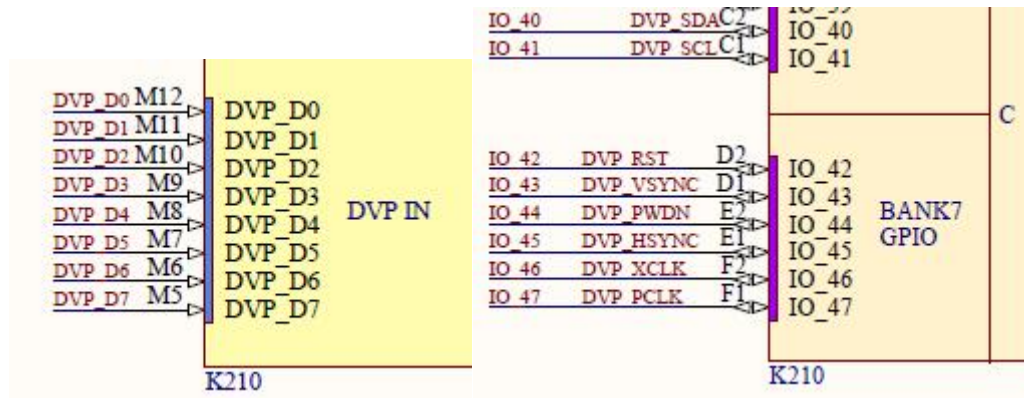 DVP_D0 M12 DVP_D0
DVP_D1 M11 DVP_D1
DVP_D2 M10 DVP_D2
DVP_D3 M9 DVP_D3
DVP_D4 M8 DVP_D4
DVP_D5 M7 DVP_D5
DVP_D6 M6 DVP_D6
DVP_D7 M5 DVP_D7
DVP IN
K210
IO_40 DVP_SDA C2 IO_40
IO_41 DVP_SCL C1 IO_41
C
IO_42 DVP_RST D2 IO_42
IO_43 DVP_VSYNC D1 IO_43
IO_44 DVP_PWDN E2 IO_44
IO_45 DVP_HSYNC E1 IO_45
IO_46 DVP_XCLK F2 IO_46
IO_47 DVP_PCLK F1 IO_47
BANK7
GPIO
K210